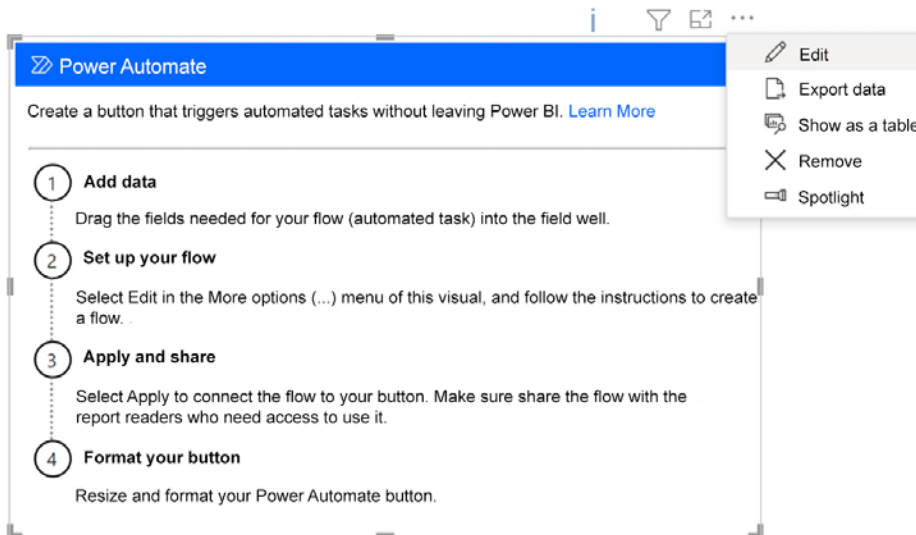 Power Automate
Create a button that triggers automated tasks without leaving Power BI. Learn More
1 Add data
Drag the fields needed for your flow (automated task) into the field well.
2 Set up your flow
Select Edit in the More options (...) menu of this visual, and follow the instructions to create
a flow.
3 Apply and share
Select Apply to connect the flow to your button. Make sure share the flow with the
report readers who need access to use it.
4 Format your button
Resize and format your Power Automate button.
Edit
Export data
Show as a table
Remove
Spotlight